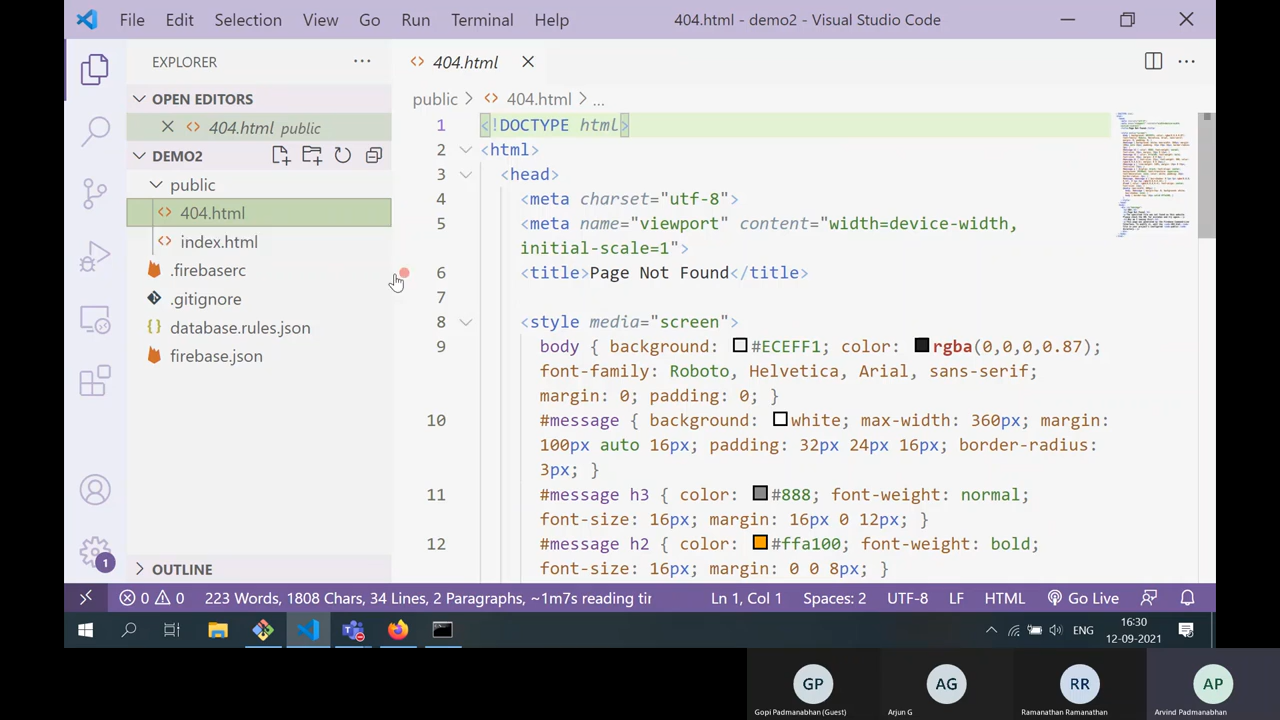 File Edit Selection View Go Run Terminal Help 404.html - demo2 - Visual Studio Code
EXPLORER
404.html
OPEN EDITORS
404.html public
public 404.html ...
DEMO2
public
404.html
index.html
.firebaserc
.gitignore
database.rules.json
firebase.json
OUTLINE
1 <!DOCTYPE html>
2 <html>
3 <head>
4 <meta charset="utf-8">
5 <meta name="viewport" content="width=device-width,
initial-scale=1">
6 <title>Page Not Found</title>
7
8 <style media="screen">
9 body { background: #ECEFF1; color: rgba(0,0,0,0.87);
font-family: Roboto, Helvetica, Arial, sans-serif;
margin: 0; padding: 0; }
10 #message { background: white; max-width: 360px; margin:
100px auto 16px; padding: 32px 24px 16px; border-radius:
3px; }
11 #message h3 { color: #888; font-weight: normal;
font-size: 16px; margin: 16px 0 12px; }
12 #message h2 { color: #ffa100; font-weight: bold;
font-size: 16px; margin: 0 0 8px; }
1
0 0 223 Words, 1808 Chars, 34 Lines, 2 Paragraphs, ~1m7s reading tir Ln 1, Col 1 Spaces: 2 UTF-8 LF HTML Go Live
ENG 16:30
12-09-2021
GP AG RR AP
Gopi Padmanabhan (Guest) Arjun G Ramanathan Ramanathan Arvind Padmanabhan